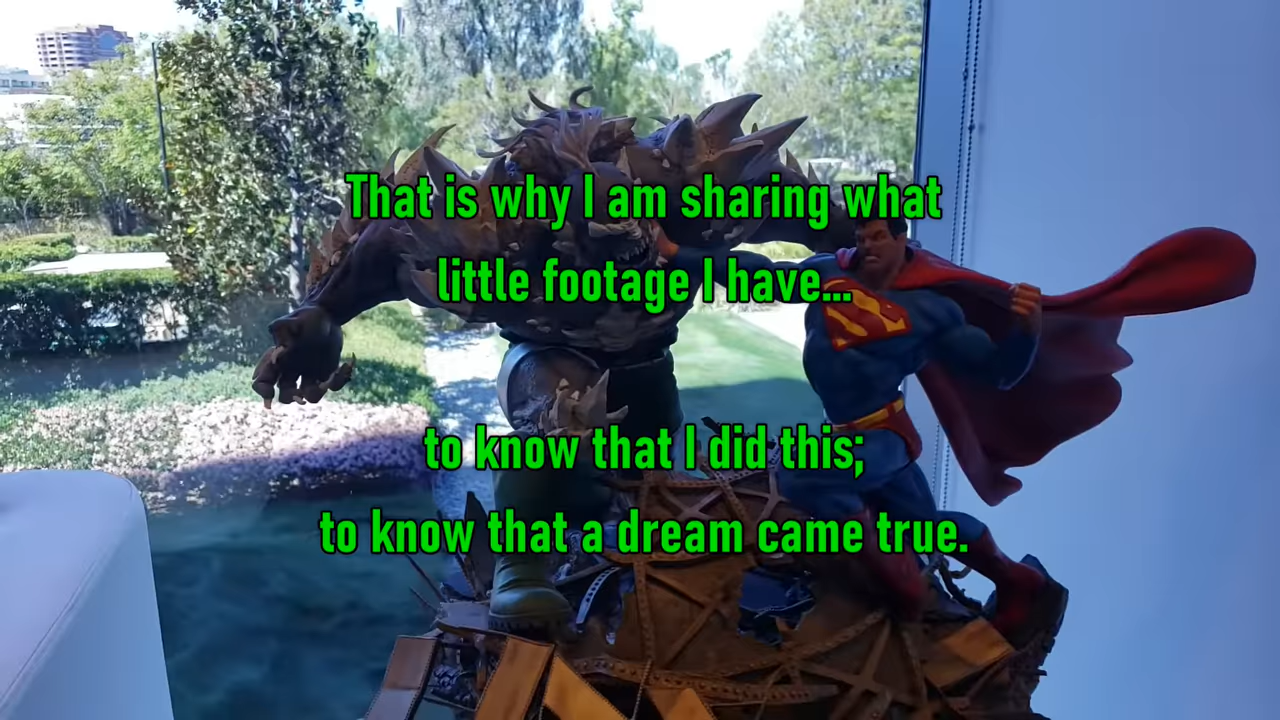 That is why I am sharing what
little footage I have...
to know that I did this;
to know that a dream came true.